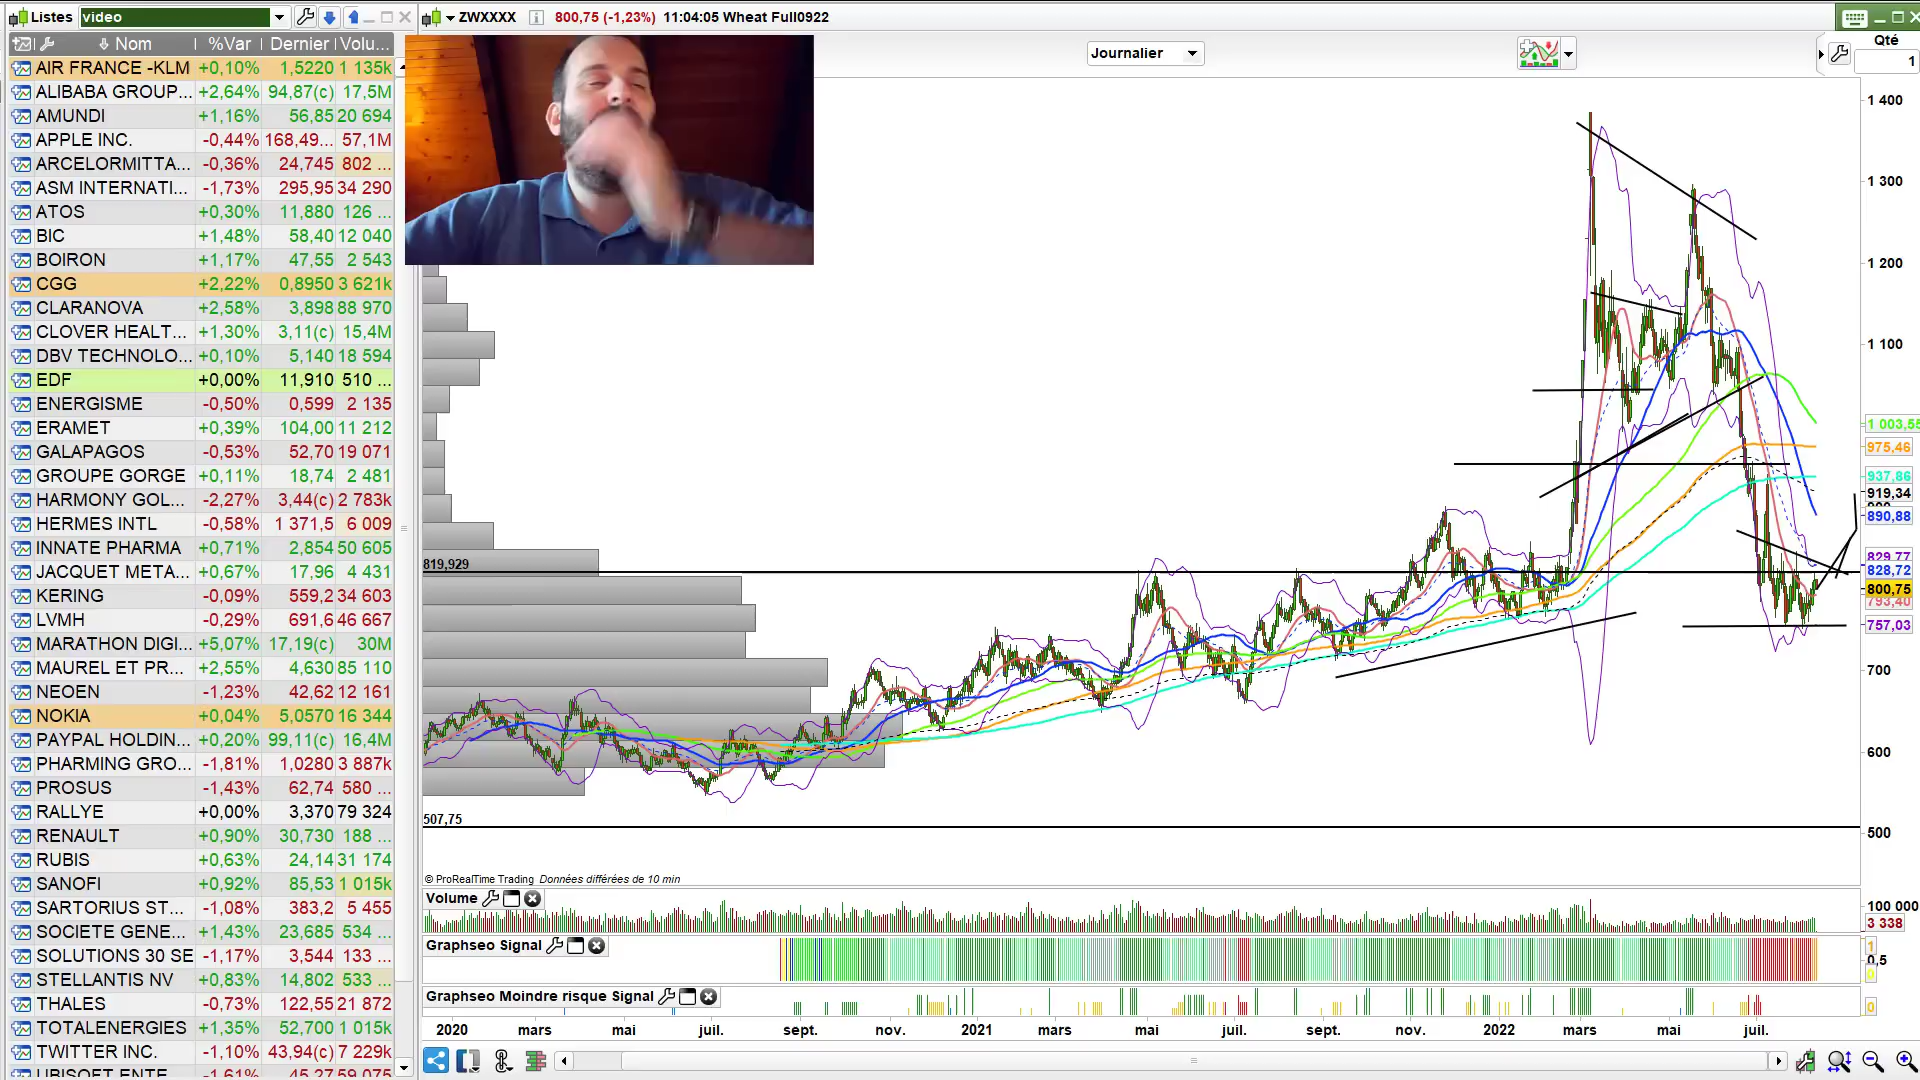 Listes video
ZWXXXX 800,75 (-1,23%) 11:04:05 Wheat Full0922
Nom %Var Dernier Volu...
Journalier
Qté
1
AIR FRANCE -KLM +0,10% 1,5220 1 135k
ALIBABA GROUP... +2,64% 94,87(c) 17,5M
AMUNDI +1,16% 56,85 20 694
APPLE INC. -0,44% 168,49... 57,1M
ARCELORMITTA... -0,36% 24,745 802 ...
ASM INTERNATI... -1,73% 295,95 34 290
ATOS +0,30% 11,880 126 ...
BIC +1,48% 58,40 12 040
BOIRON +1,17% 47,55 2 543
CGG +2,22% 0,8950 3 621k
CLARANOVA +2,58% 3,898 88 970
CLOVER HEALT... +1,30% 3,11(c) 15,4M
DBV TECHNOLO... +0,10% 5,140 18 594
EDF +0,00% 11,910 510 ...
ENERGISME -0,50% 0,599 2 135
ERAMET +0,39% 104,00 11 212
GALAPAGOS -0,53% 52,70 19 071
GROUPE GORGE +0,11% 18,74 2 481
HARMONY GOL... -2,27% 3,44(c) 2 783k
HERMES INTL -0,58% 1 371,5 6 009
INNATE PHARMA +0,71% 2,854 50 605
JACQUET META... +0,67% 17,96 4 431
KERING -0,09% 559,2 34 603
LVMH -0,29% 691,6 46 667
MARATHON DIGI... +5,07% 17,19(c) 30M
MAUREL ET PR... +2,55% 4,630 85 110
NEOEN -1,23% 42,62 12 161
NOKIA +0,04% 5,0570 16 344
PAYPAL HOLDIN... +0,20% 99,11(c) 16,4M
PHARMING GRO... -1,81% 1,0280 3 887k
PROSUS -1,43% 62,74 580 ...
RALLYE +0,00% 3,370 79 324
RENAULT +0,90% 30,730 188 ...
RUBIS +0,63% 24,14 31 174
SANOFI +0,92% 85,53 1 015k
SARTORIUS ST... -1,08% 383,2 5 455
SOCIETE GENE... +1,43% 23,685 534 ...
SOLUTIONS 30 SE -1,17% 3,544 133 ...
STELLANTIS NV +0,83% 14,802 533 ...
THALES -0,73% 122,55 21 872
TOTALENERGIES +1,35% 52,700 1 015k
TWITTER INC. -1,10% 43,94(c) 7 229k
UBISOFT ENTE... -1,61% 45,27 59 075
1 400
1 300
1 200
1 100
1 003,55
975,46
937,86
919,34
890,88
829,77
828,72
800,75
793,40
757,03
700
600
500
819,929
507,75
© ProRealTime Trading Données différées de 10 min
Volume
100 000
3 338
Graphseo Signal
1
0,5
0
Graphseo Moindre risque Signal
0
2020 mars mai juil. sept. nov. 2021 mars mai juil. sept. nov. 2022 mars mai juil.